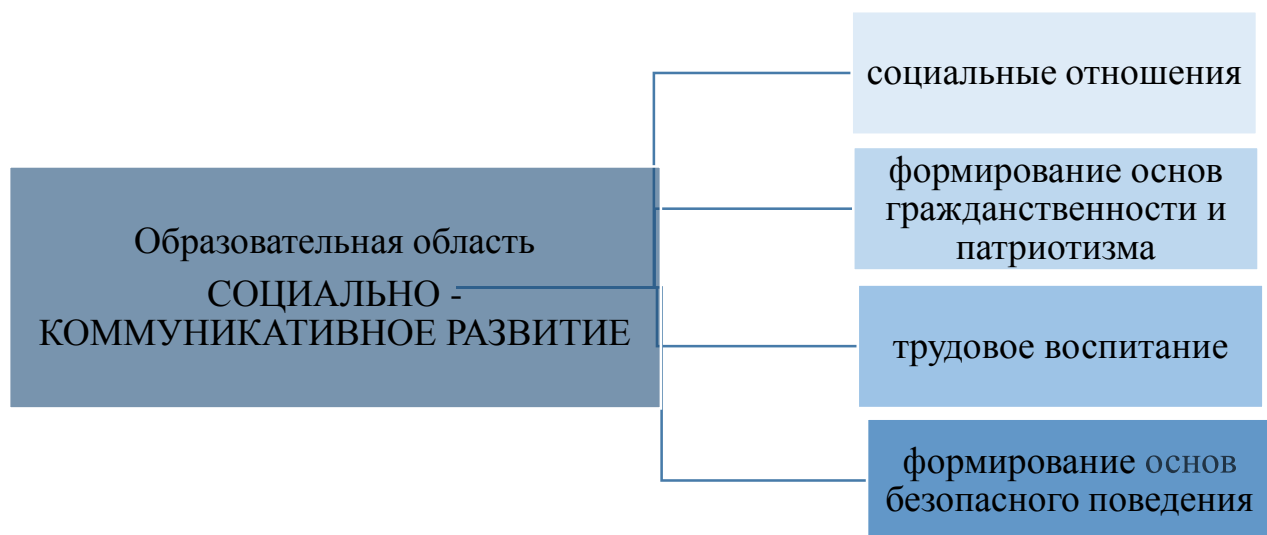 Образовательная область
СОЦИАЛЬНО -
КОММУНИКАТИВНОЕ РАЗВИТИЕ
социальные отношения
формирование основ
гражданственности и
патриотизма
трудовое воспитание
формирование основ
безопасного поведения